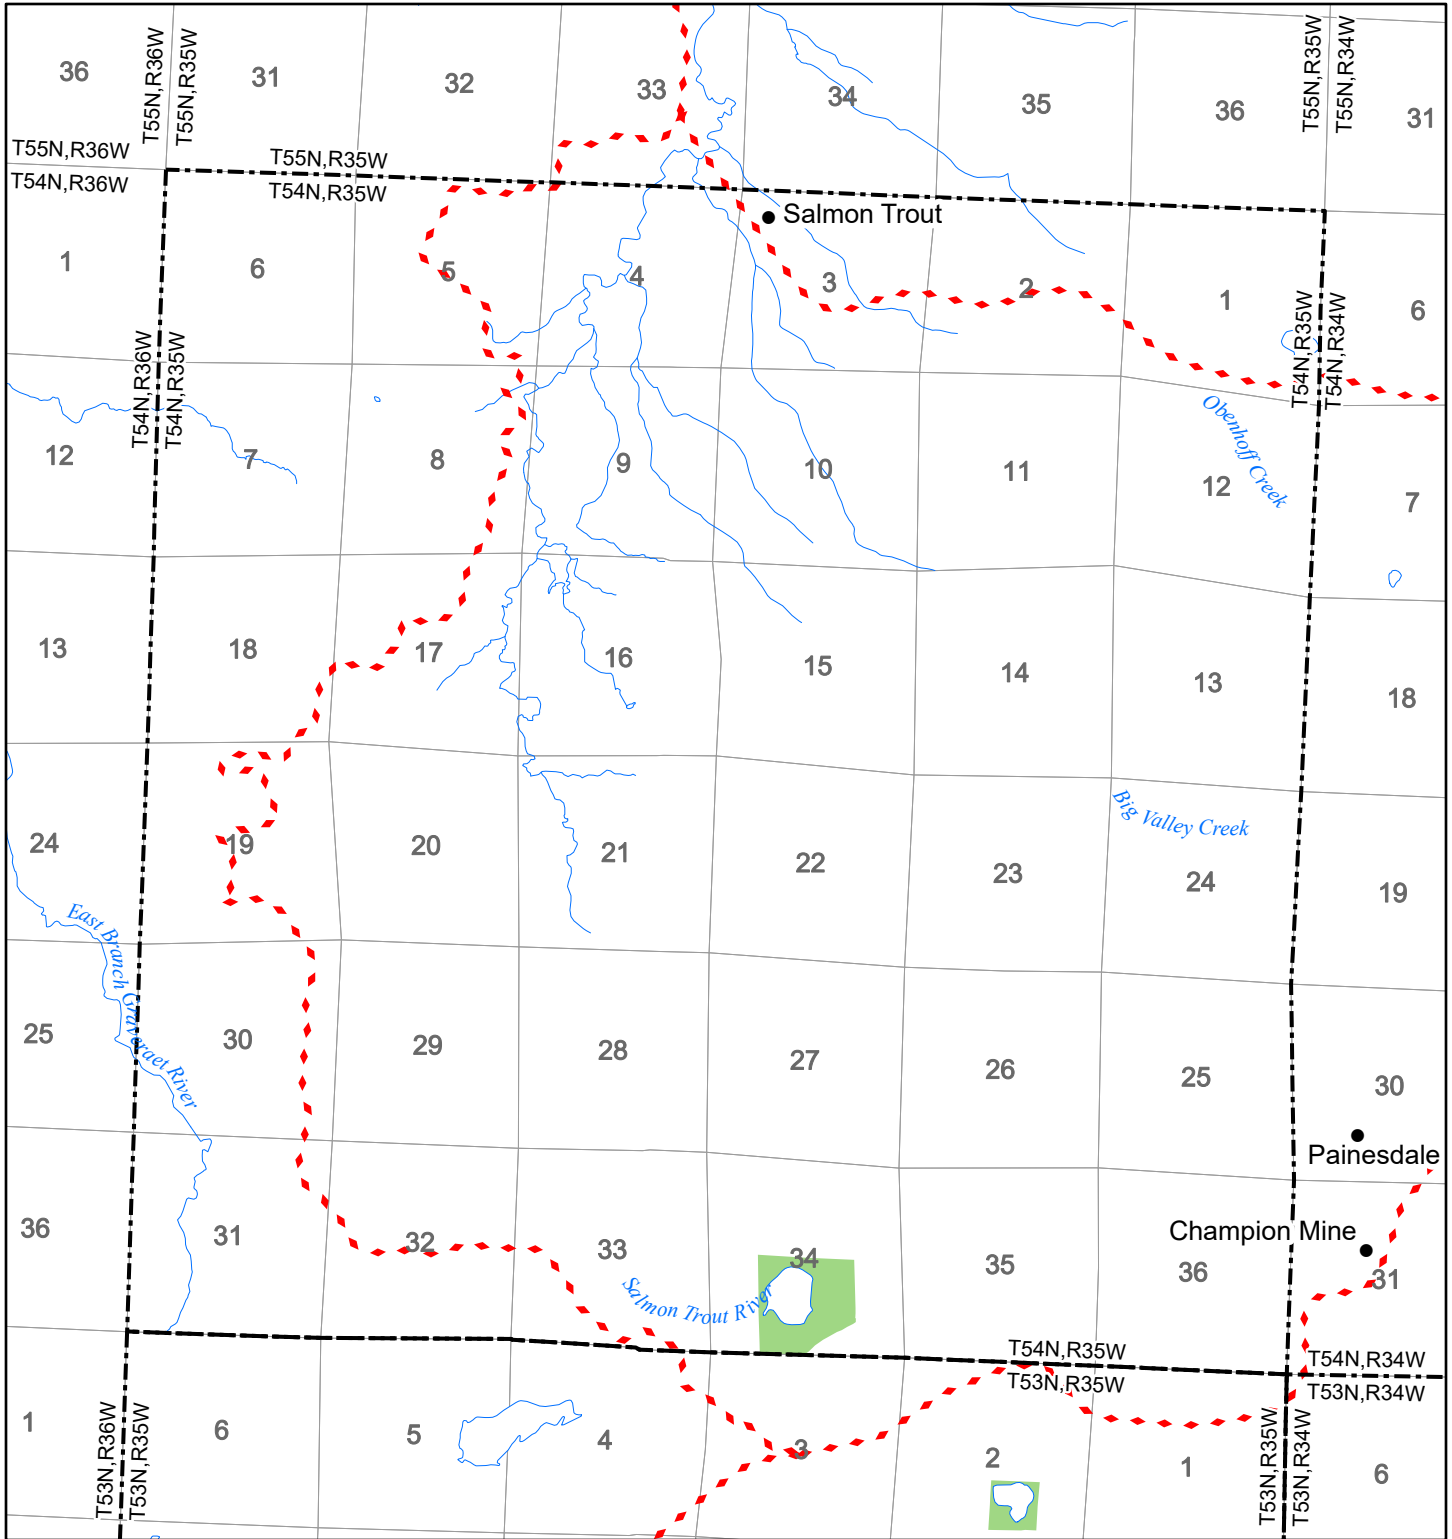 T55N,R36W
T55N,R35W
T55N,R35W
T55N,R34W
36
31
32
33
34
35
36
31
T55N,R36W
T55N,R35W
T54N,R36W
T54N,R35W
Salmon Trout
1
6
5
4
3
2
1
6
T54N,R36W
T54N,R35W
T54N,R35W
T54N,R34W
Obenhoff Creek
12
7
8
9
10
11
12
7
13
18
17
16
15
14
13
18
Big Valley Creek
24
19
20
21
22
23
24
19
East Branch Graveraet River
25
30
29
28
27
26
25
30
Painesdale
Champion Mine
36
31
32
33
34
35
36
31
Salmon Trout River
T54N,R35W
T54N,R34W
T53N,R35W
T53N,R34W
T53N,R36W
T53N,R35W
T53N,R35W
T53N,R34W
1
6
5
4
3
2
1
6